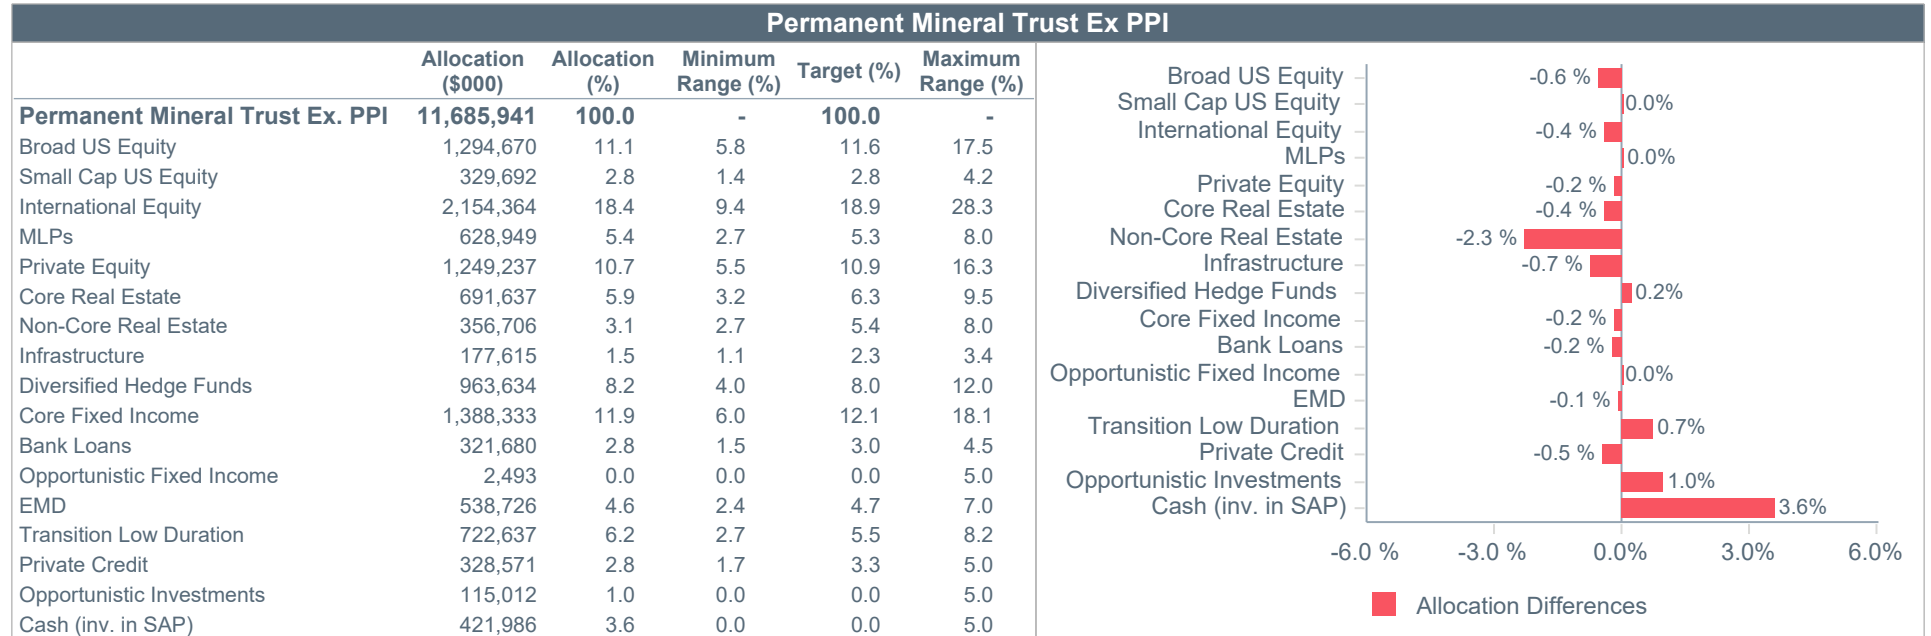 Permanent Mineral Trust Ex PPI
Allocation ($000) Allocation (%) Minimum Range (%) Target (%) Maximum Range (%)
Permanent Mineral Trust Ex. PPI 11,685,941 100.0 - 100.0 -
Broad US Equity 1,294,670 11.1 5.8 11.6 17.5
Small Cap US Equity 329,692 2.8 1.4 2.8 4.2
International Equity 2,154,364 18.4 9.4 18.9 28.3
MLPs 628,949 5.4 2.7 5.3 8.0
Private Equity 1,249,237 10.7 5.5 10.9 16.3
Core Real Estate 691,637 5.9 3.2 6.3 9.5
Non-Core Real Estate 356,706 3.1 2.7 5.4 8.0
Infrastructure 177,615 1.5 1.1 2.3 3.4
Diversified Hedge Funds 963,634 8.2 4.0 8.0 12.0
Core Fixed Income 1,388,333 11.9 6.0 12.1 18.1
Bank Loans 321,680 2.8 1.5 3.0 4.5
Opportunistic Fixed Income 2,493 0.0 0.0 0.0 5.0
EMD 538,726 4.6 2.4 4.7 7.0
Transition Low Duration 722,637 6.2 2.7 5.5 8.2
Private Credit 328,571 2.8 1.7 3.3 5.0
Opportunistic Investments 115,012 1.0 0.0 0.0 5.0
Cash (inv. in SAP) 421,986 3.6 0.0 0.0 5.0
Broad US Equity -0.6 %
Small Cap US Equity 0.0%
International Equity -0.4 %
MLPs 0.0%
Private Equity -0.2 %
Core Real Estate -0.4 %
Non-Core Real Estate -2.3 %
Infrastructure -0.7 %
Diversified Hedge Funds 0.2%
Core Fixed Income -0.2 %
Bank Loans -0.2 %
Opportunistic Fixed Income 0.0%
EMD -0.1 %
Transition Low Duration 0.7%
Private Credit -0.5 %
Opportunistic Investments 1.0%
Cash (inv. in SAP) 3.6%
-6.0 % -3.0 % 0.0% 3.0% 6.0%
Allocation Differences